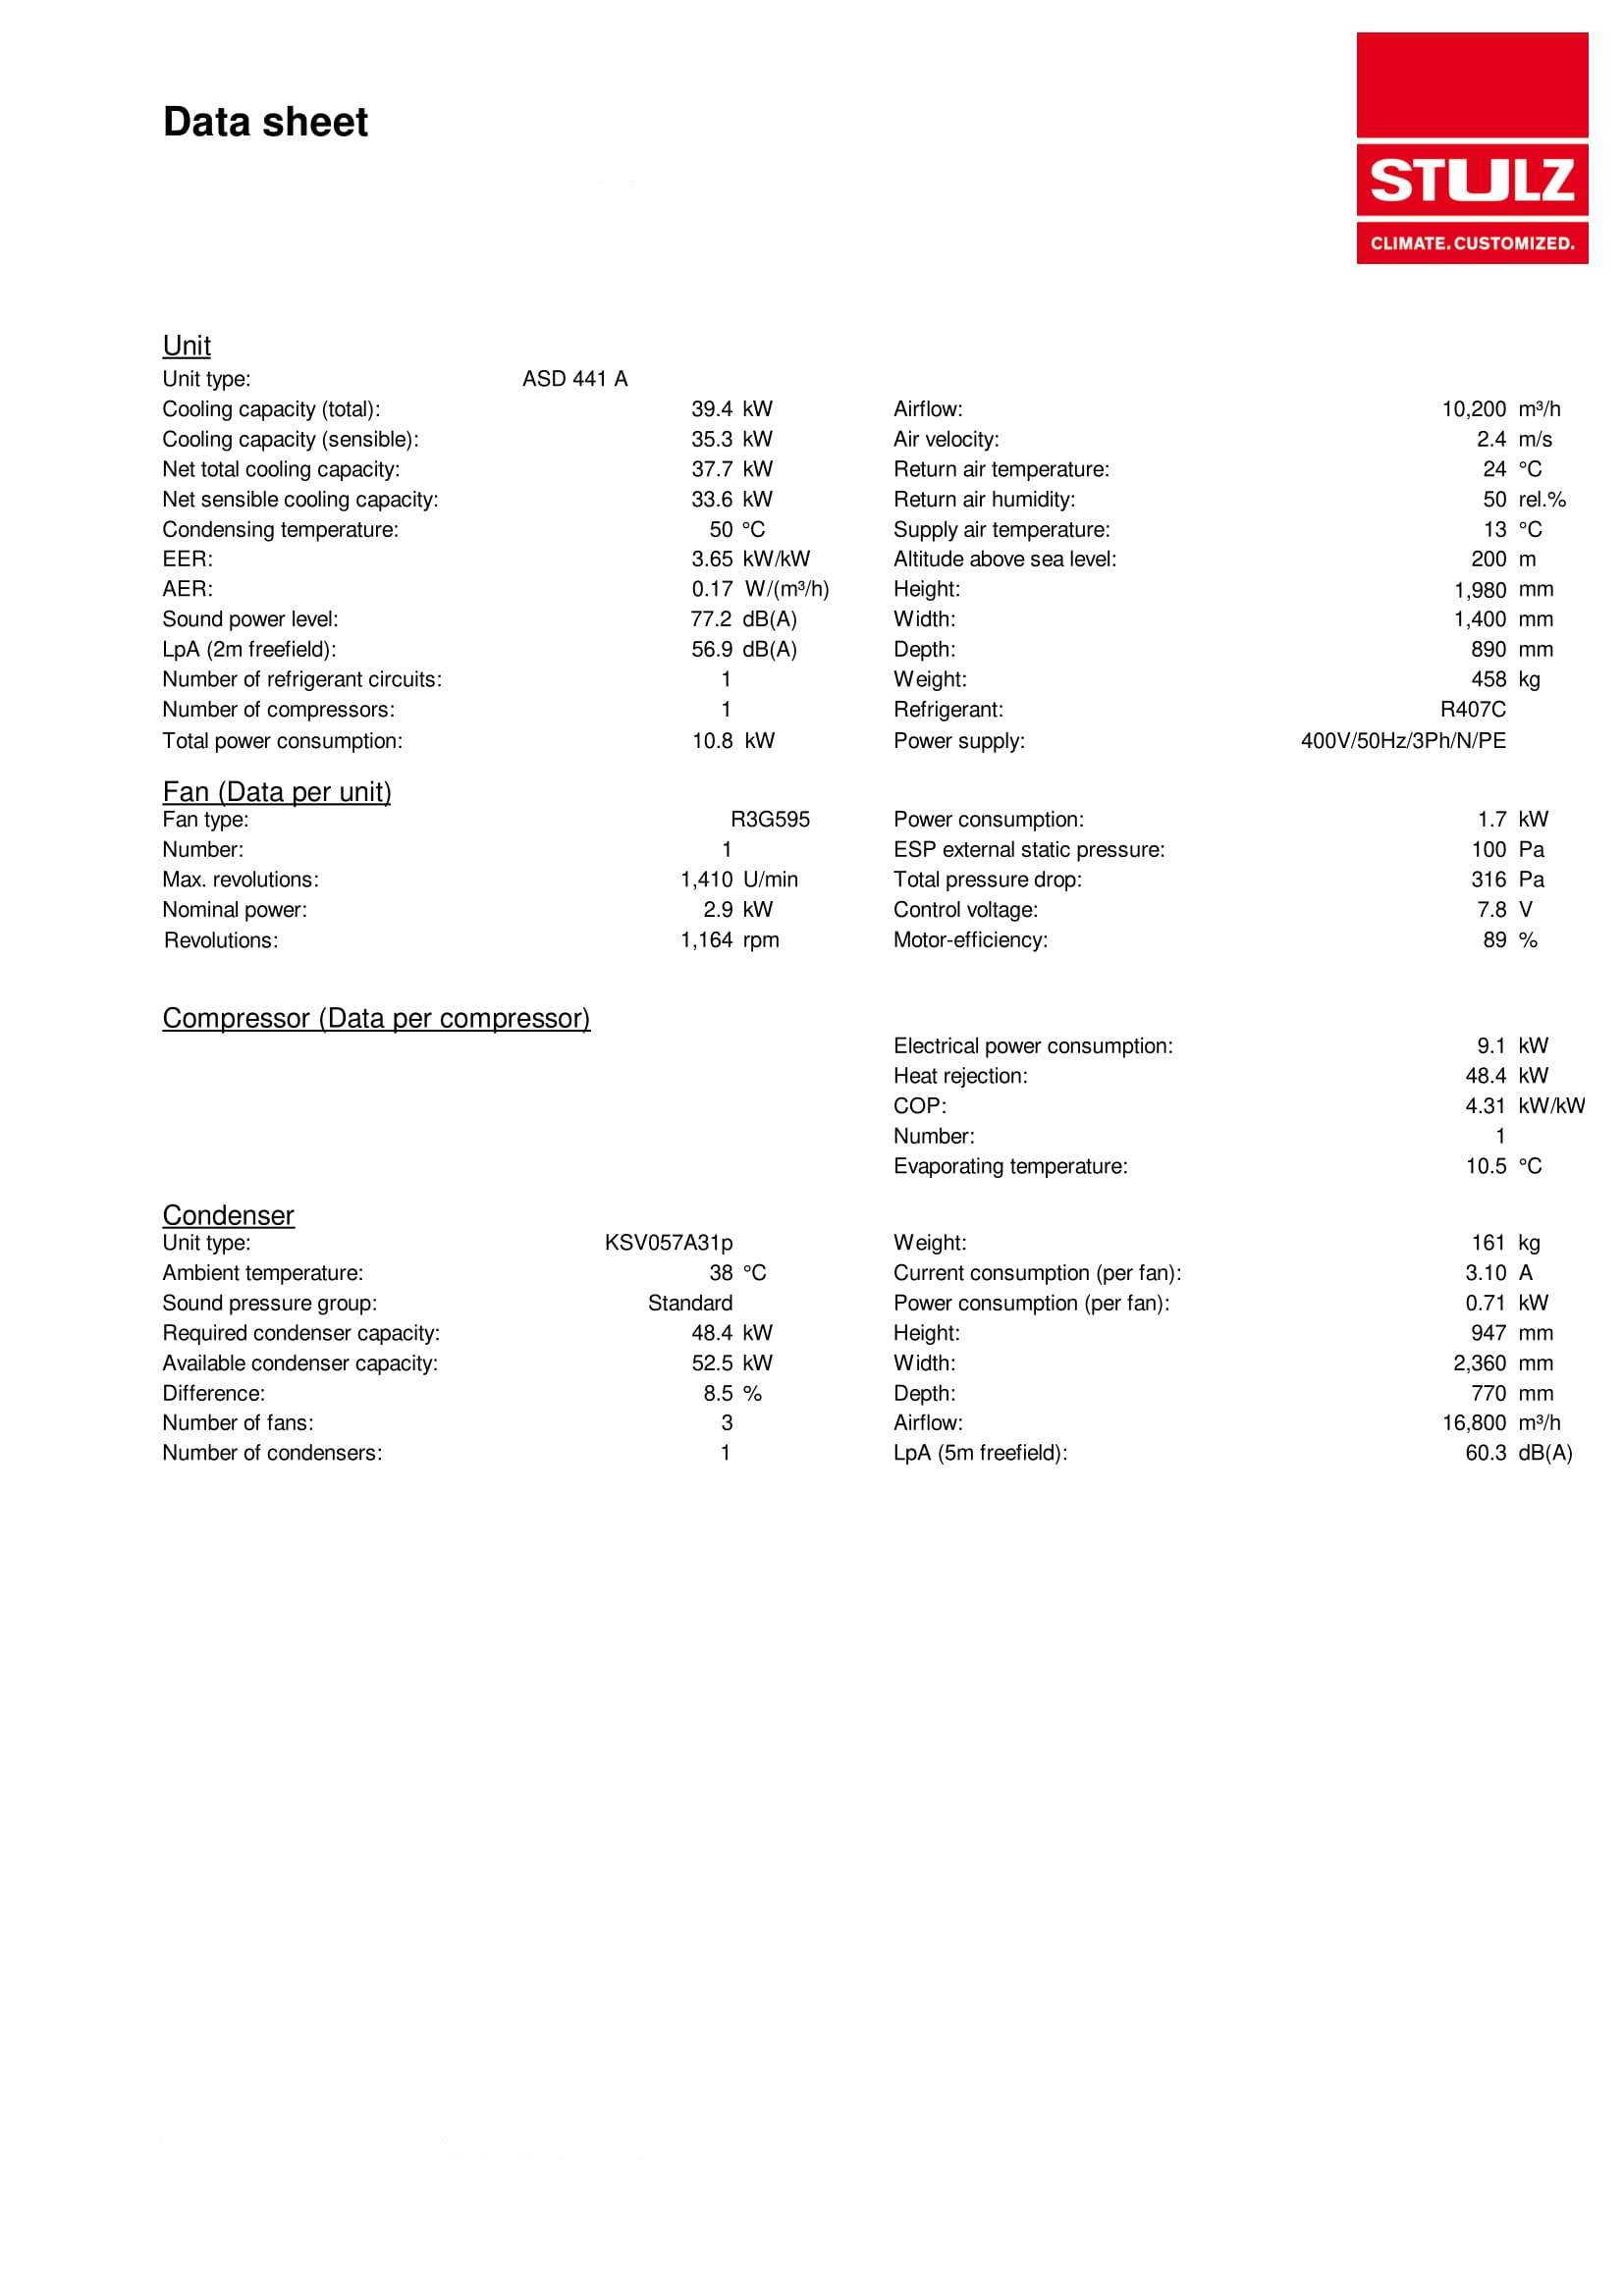 Data sheet
STULZ
CLIMATE. CUSTOMIZED.
Unit
Unit type: ASD 441 A
Cooling capacity (total): 39.4 kW Airflow: 10,200 m³/h
Cooling capacity (sensible): 35.3 kW Air velocity: 2.4 m/s
Net total cooling capacity: 37.7 kW Return air temperature: 24 °C
Net sensible cooling capacity: 33.6 kW Return air humidity: 50 rel.%
Condensing temperature: 50 °C Supply air temperature: 13 °C
EER: 3.65 kW/kW Altitude above sea level: 200 m
AER: 0.17 W/(m³/h) Height: 1,980 mm
Sound power level: 77.2 dB(A) Width: 1,400 mm
LpA (2m freefield): 56.9 dB(A) Depth: 890 mm
Number of refrigerant circuits: 1 Weight: 458 kg
Number of compressors: 1 Refrigerant: R407C
Total power consumption: 10.8 kW Power supply: 400V/50Hz/3Ph/N/PE
Fan (Data per unit)
Fan type: R3G595 Power consumption: 1.7 kW
Number: 1 ESP external static pressure: 100 Pa
Max. revolutions: 1,410 U/min Total pressure drop: 316 Pa
Nominal power: 2.9 kW Control voltage: 7.8 V
Revolutions: 1,164 rpm Motor-efficiency: 89 %
Compressor (Data per compressor)
Electrical power consumption: 9.1 kW
Heat rejection: 48.4 kW
COP: 4.31 kW/kW
Number: 1
Evaporating temperature: 10.5 °C
Condenser
Unit type: KSV057A31p Weight: 161 kg
Ambient temperature: 38 °C Current consumption (per fan): 3.10 A
Sound pressure group: Standard Power consumption (per fan): 0.71 kW
Required condenser capacity: 48.4 kW Height: 947 mm
Available condenser capacity: 52.5 kW Width: 2,360 mm
Difference: 8.5 % Depth: 770 mm
Number of fans: 3 Airflow: 16,800 m³/h
Number of condensers: 1 LpA (5m freefield): 60.3 dB(A)